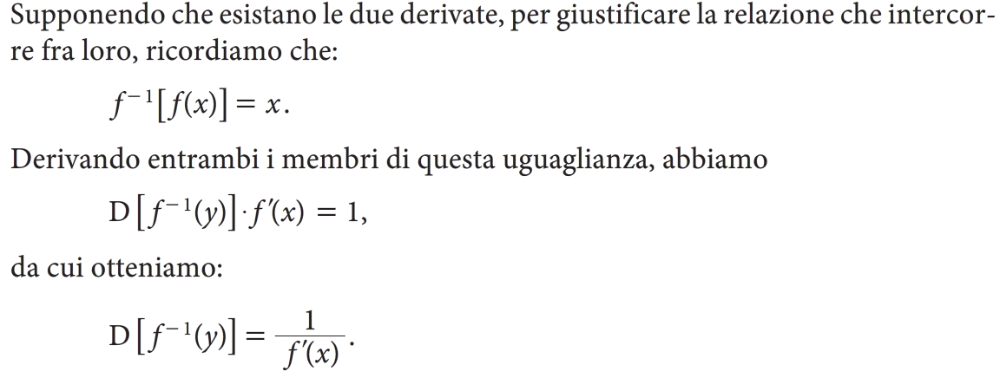 Supponendo che esistano le due derivate, per giustificare la relazione che intercor-
re fra loro, ricordiamo che:
f⁻¹[f(x)] = x.
Derivando entrambi i membri di questa uguaglianza, abbiamo
D[f⁻¹(y)]·f′(x) = 1,
da cui otteniamo:
D[f⁻¹(y)] = 1/f′(x).